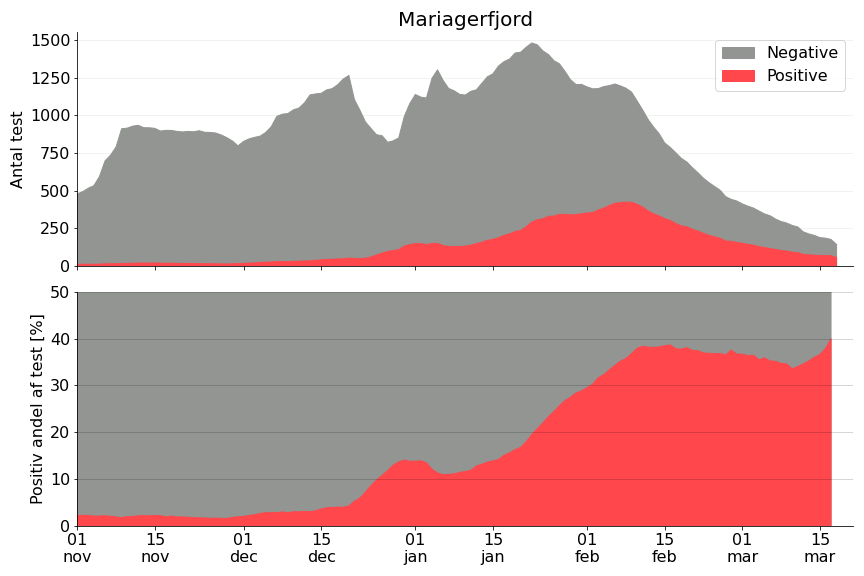 Mariagerfjord
Antal test
1500
1250
1000
750
500
250
0
Negative
Positive
Positiv andel af test [%]
50
40
30
20
10
0
01 15 01 15 01 15 01 15 01 15
nov nov dec dec jan jan feb feb mar mar